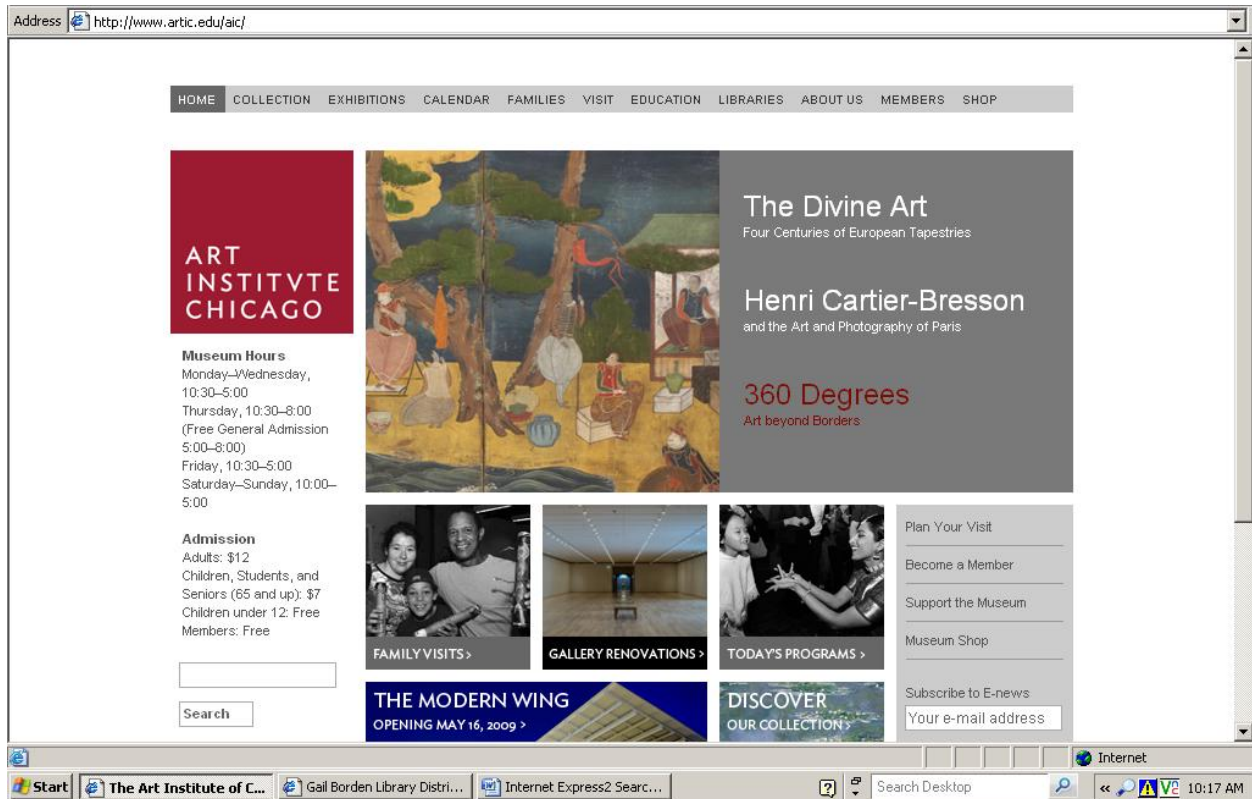 Address http://www.artic.edu/aic/
HOME COLLECTION EXHIBITIONS CALENDAR FAMILIES VISIT EDUCATION LIBRARIES ABOUT US MEMBERS SHOP
ART
INSTITVTE
CHICAGO
Museum Hours
Monday–Wednesday,
10:30–5:00
Thursday, 10:30–8:00
(Free General Admission
5:00–8:00)
Friday, 10:30–5:00
Saturday–Sunday, 10:00–
5:00
Admission
Adults: $12
Children, Students, and
Seniors (65 and up): $7
Children under 12: Free
Members: Free
Search
The Divine Art
Four Centuries of European Tapestries
Henri Cartier-Bresson
and the Art and Photography of Paris
360 Degrees
Art beyond Borders
FAMILY VISITS >
GALLERY RENOVATIONS >
TODAY'S PROGRAMS >
THE MODERN WING
OPENING MAY 16, 2009 >
DISCOVER
OUR COLLECTION >
Plan Your Visit
Become a Member
Support the Museum
Museum Shop
Subscribe to E-news
Your e-mail address
Internet
Start The Art Institute of C... Gail Borden Library Distri... Internet Express2 Searc... Search Desktop « 10:17 AM